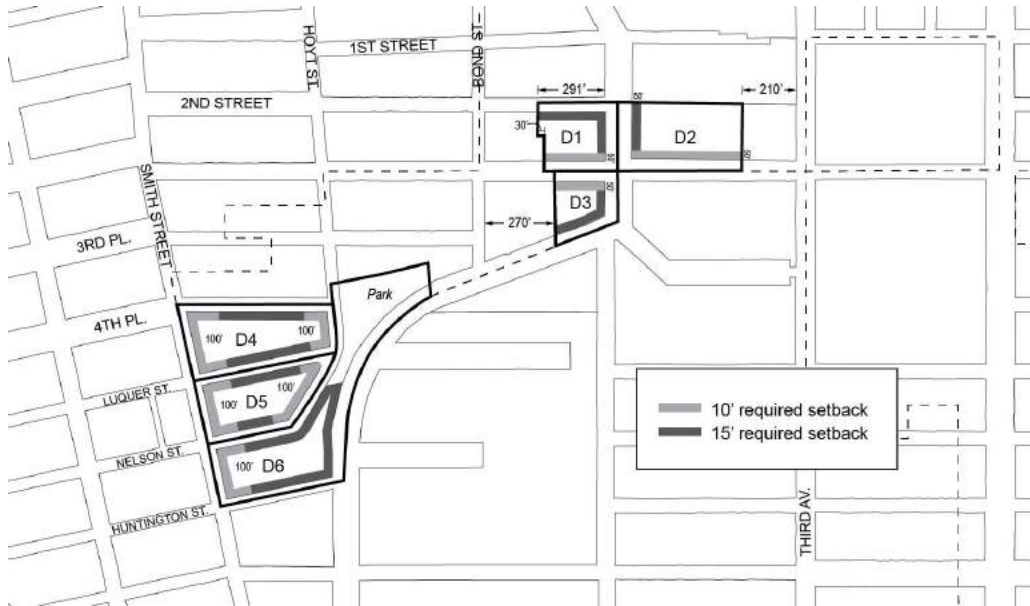 HOYT ST.
BOND ST.
1ST STREET
2ND STREET
291'
210'
30'
D1
50'
50'
D2
50'
D3
50'
270'
SMITH STREET
3RD PL.
4TH PL.
Park
100'
D4
100'
LUQUER ST.
100'
D5
100'
NELSON ST.
100'
D6
HUNTINGTON ST.
10' required setback
15' required setback
THIRD AV.